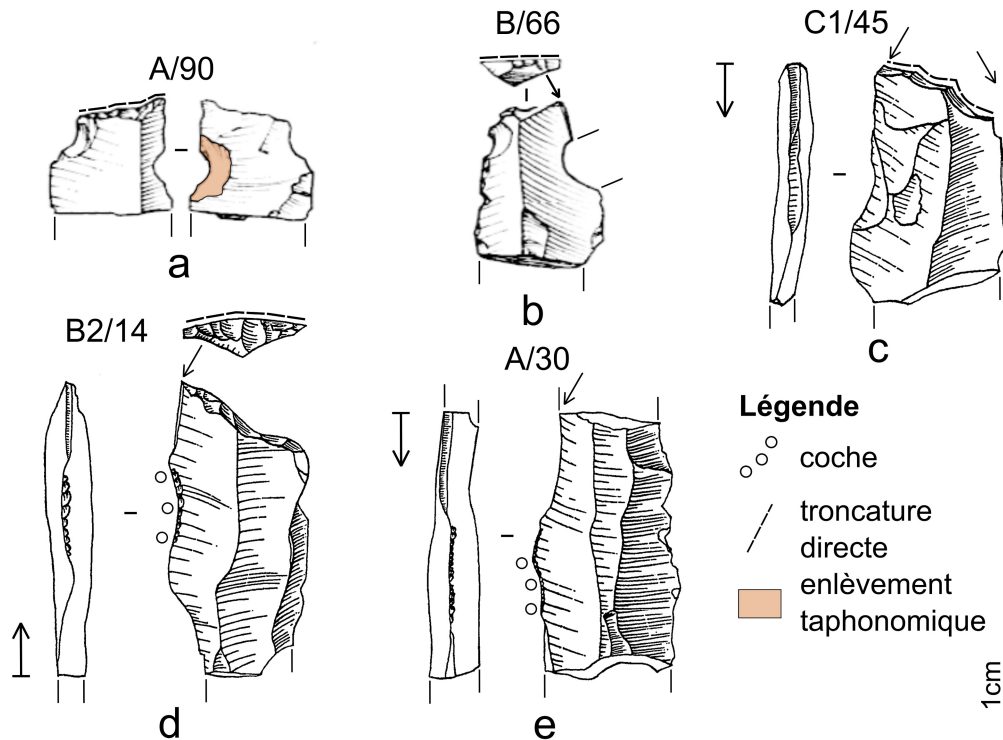 A/90
B/66
C1/45
a
b
c
B2/14
A/30
d
e
Légende
coche
troncature
directe
enlèvement
taphonomique
1cm